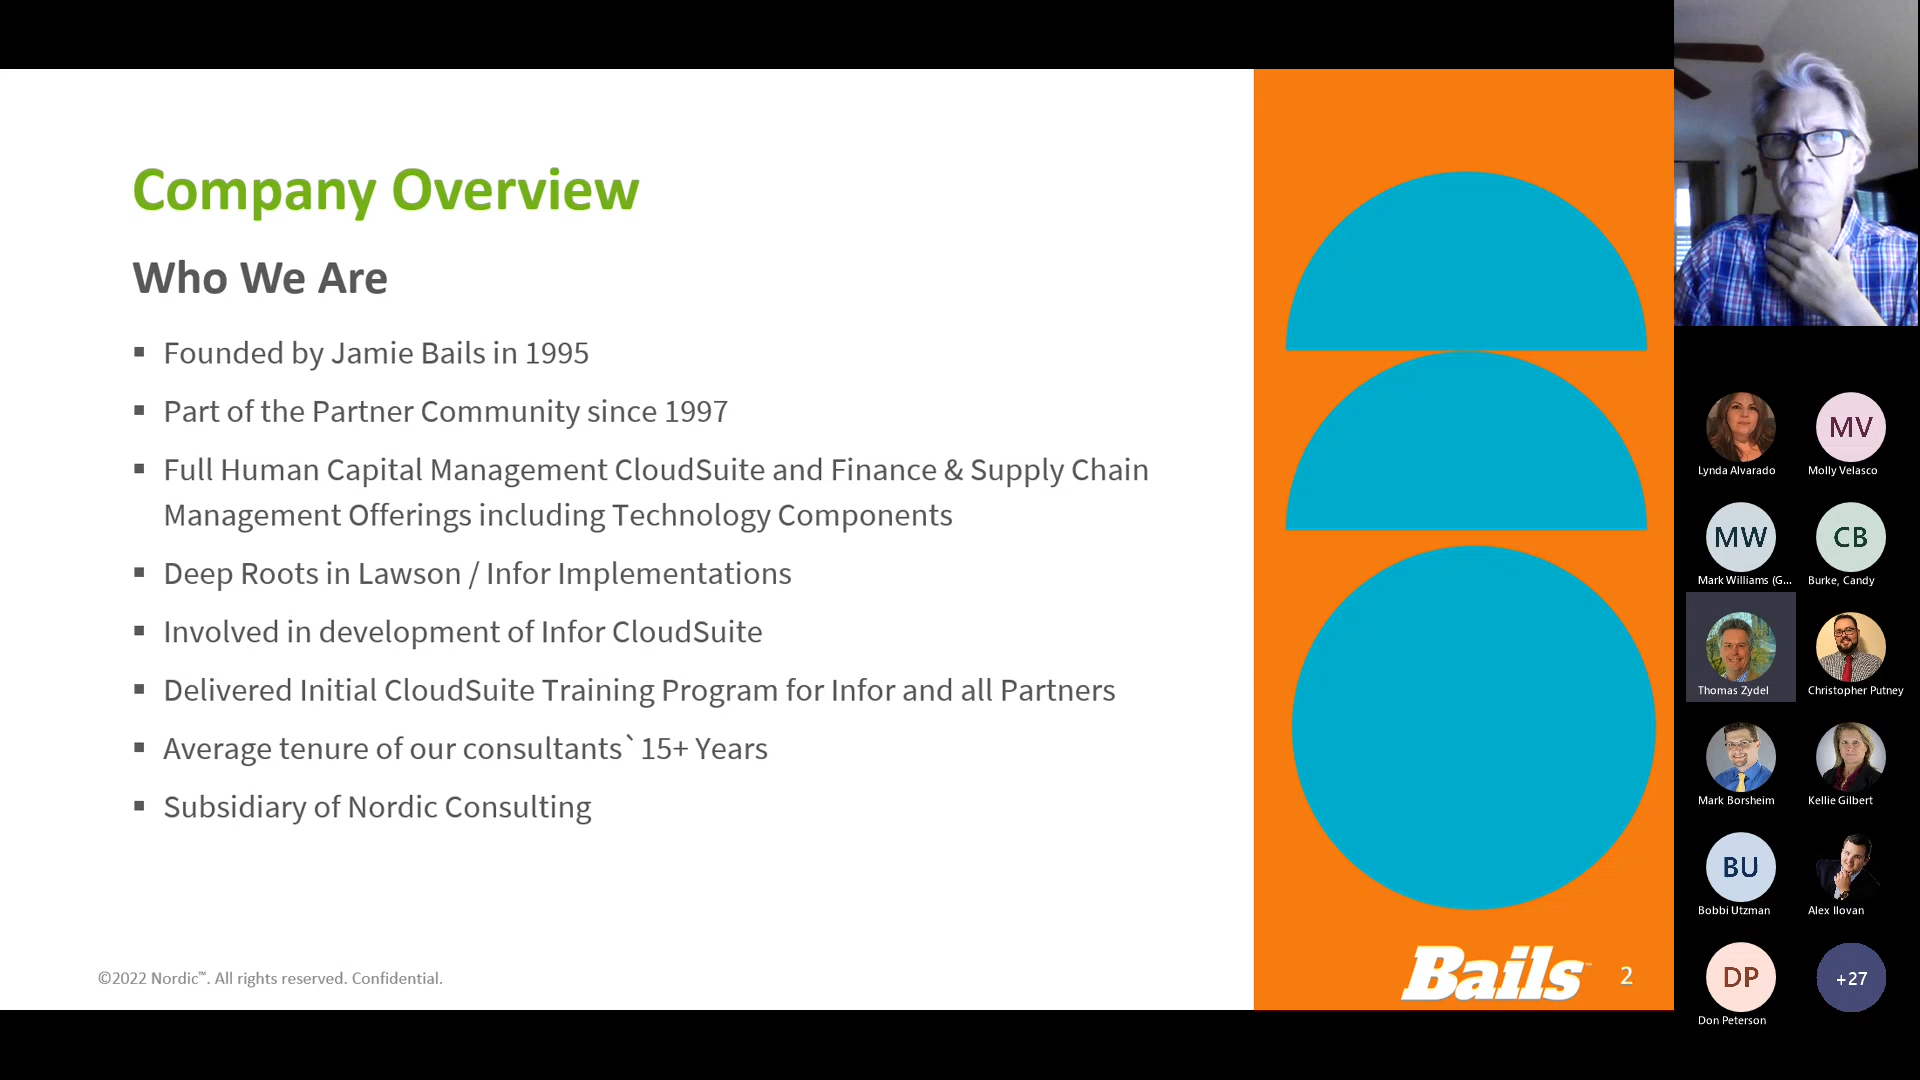 Company Overview
Who We Are
▪ Founded by Jamie Bails in 1995
▪ Part of the Partner Community since 1997
▪ Full Human Capital Management CloudSuite and Finance & Supply Chain
Management Offerings including Technology Components
▪ Deep Roots in Lawson / Infor Implementations
▪ Involved in development of Infor CloudSuite
▪ Delivered Initial CloudSuite Training Program for Infor and all Partners
▪ Average tenure of our consultants`15+ Years
▪ Subsidiary of Nordic Consulting
©2022 Nordic™. All rights reserved. Confidential.
Bails™ 2
MV
Lynda Alvarado Molly Velasco
MW CB
Mark Williams (G... Burke, Candy
Thomas Zydel Christopher Putney
Mark Borsheim Kellie Gilbert
BU
Bobbi Utzman Alex Ilovan
DP +27
Don Peterson